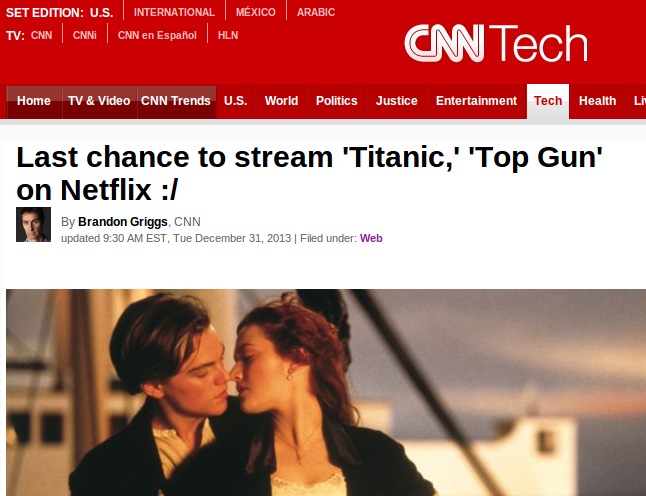 SET EDITION: U.S. INTERNATIONAL MÉXICO ARABIC
TV: CNN CNNi CNN en Español HLN
CNN Tech
Home TV & Video CNN Trends U.S. World Politics Justice Entertainment Tech Health Liv
Last chance to stream 'Titanic,' 'Top Gun'
on Netflix :/
By Brandon Griggs, CNN
updated 9:30 AM EST, Tue December 31, 2013 | Filed under: Web